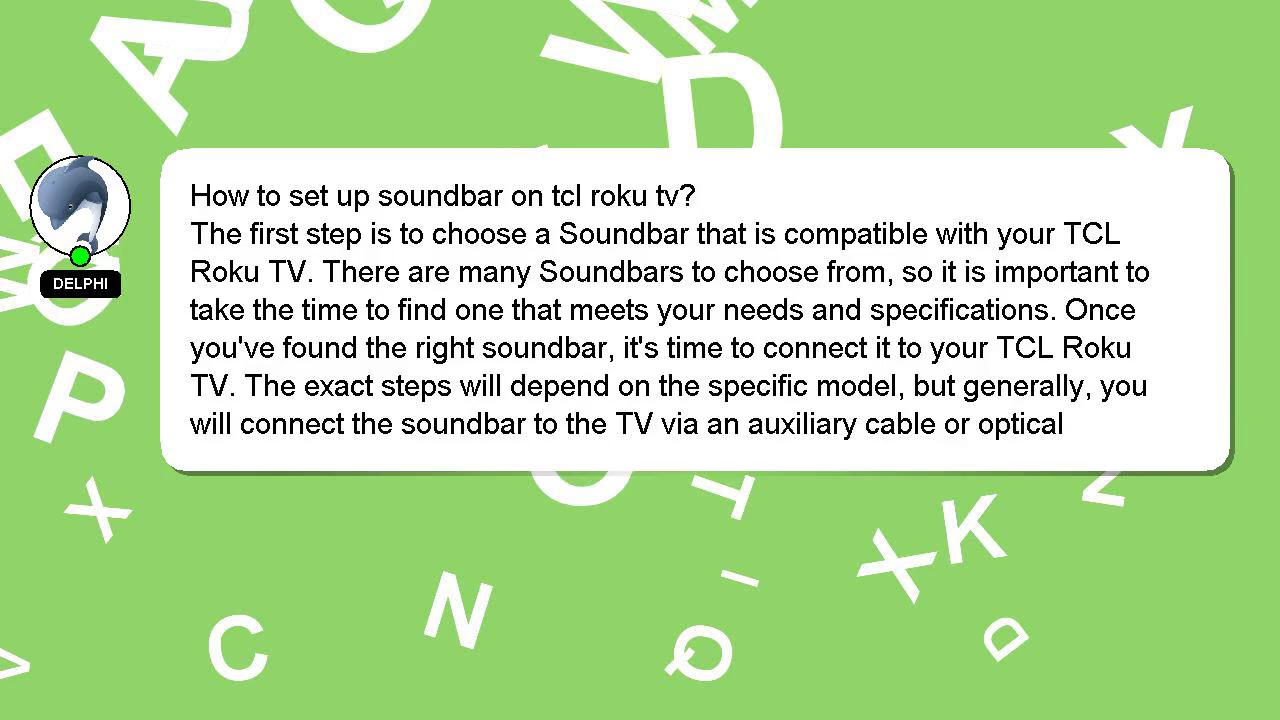 How to set up soundbar on tcl roku tv?
The first step is to choose a Soundbar that is compatible with your TCL
Roku TV. There are many Soundbars to choose from, so it is important to
take the time to find one that meets your needs and specifications. Once
you've found the right soundbar, it's time to connect it to your TCL Roku
TV. The exact steps will depend on the specific model, but generally, you
will connect the soundbar to the TV via an auxiliary cable or optical
DELPHI
A
G
M
D
P
X
T
K
X
N
I
C
Q
D
V